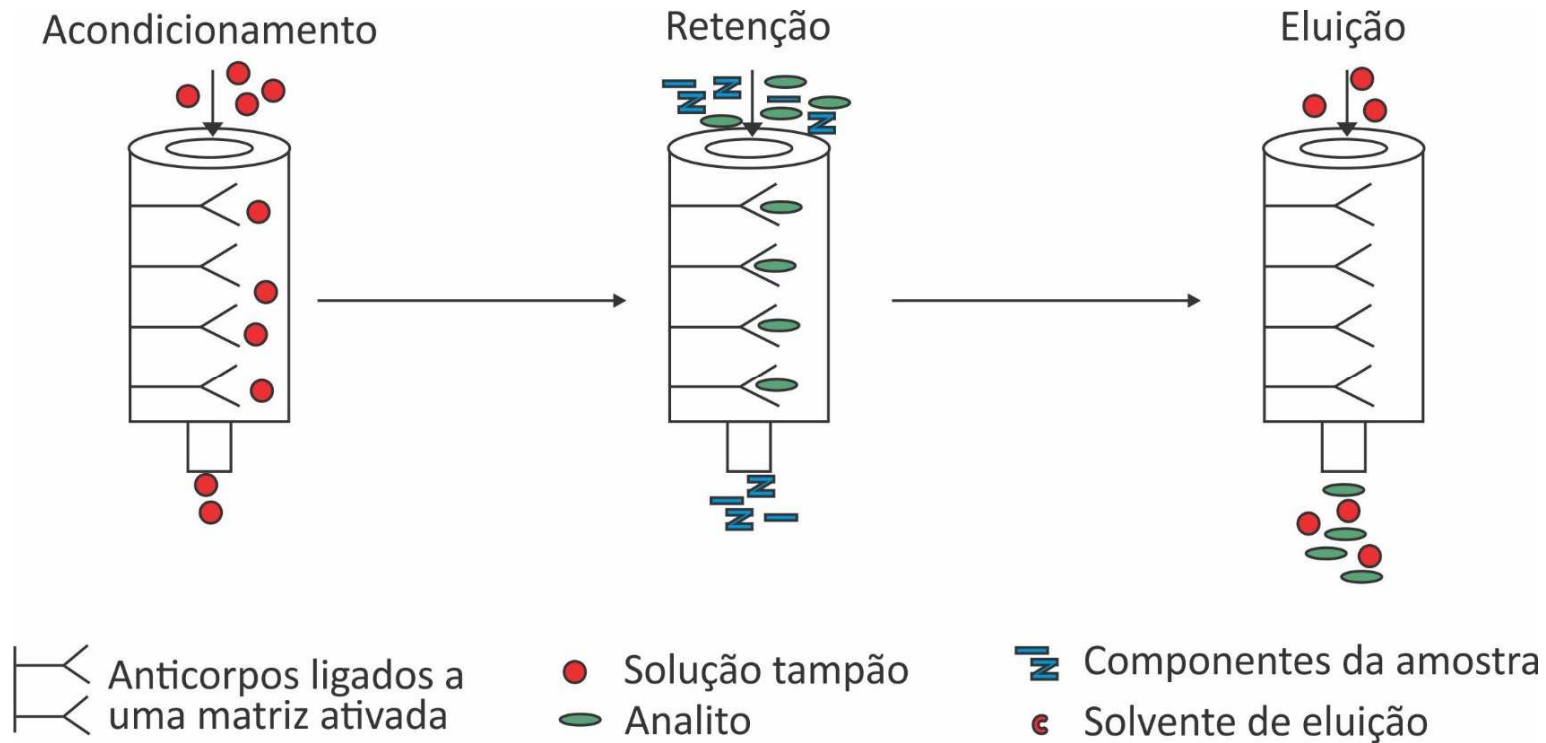 Acondicionamento
Retenção
Eluição
Anticorpos ligados a
uma matriz ativada
Solução tampão
Analito
Componentes da amostra
Solvente de eluição